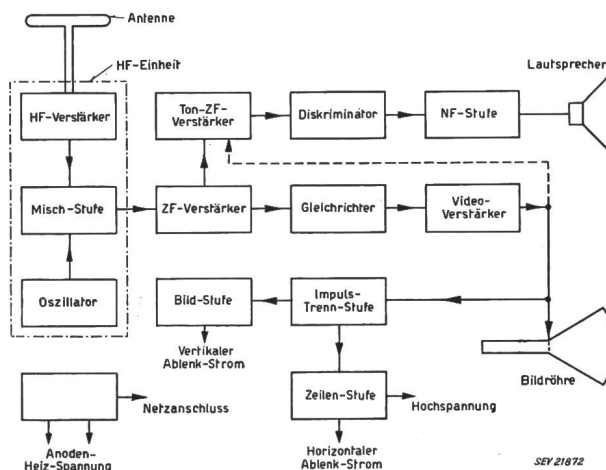 Antenne
HF-Einheit
Lautsprecher
HF-Verstärker
Ton-ZF-
Verstärker
Diskriminator
NF-Stufe
Misch-Stufe
ZF-Verstärker
Gleichrichter
Video-
Verstärker
Oszillator
Bild-Stufe
Impuls-
Trenn-Stufe
Vertikaler
Ablenk-Strom
Bildröhre
Netzanschluss
Zeilen-Stufe
Hochspannung
Anoden-
Heiz-Spannung
Horizontaler
Ablenk-Strom
SEV 21872